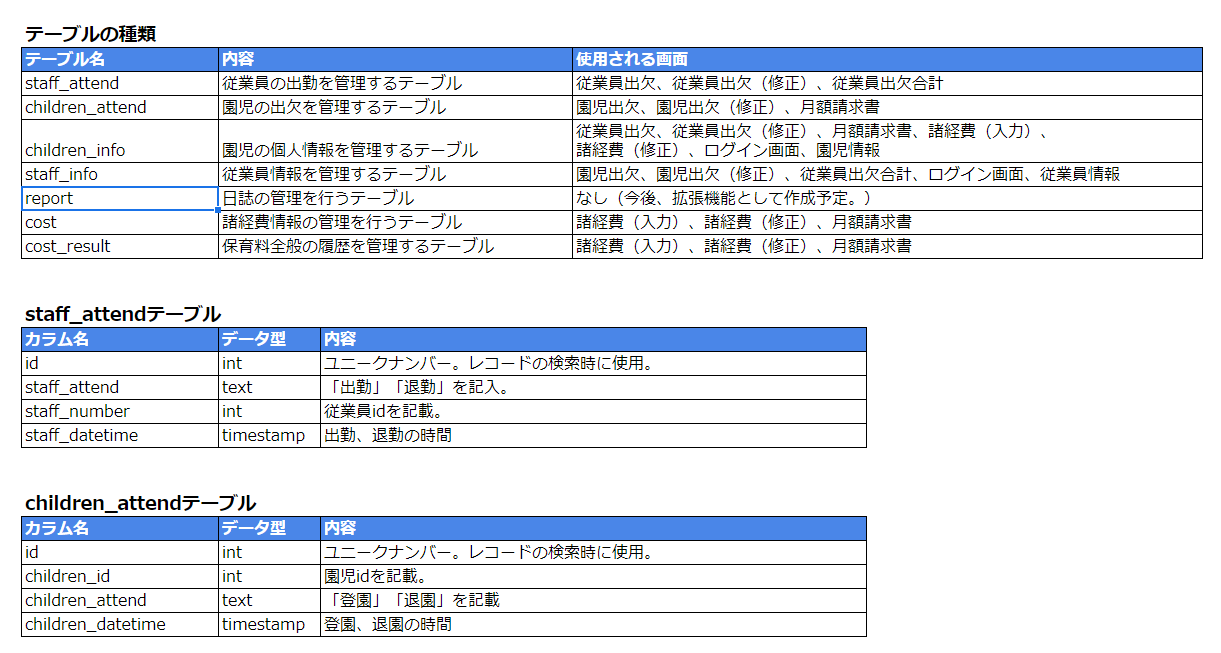 テーブルの種類
テーブル名 内容 使用される画面
staff_attend 従業員の出勤を管理するテーブル 従業員出欠、従業員出欠（修正）、従業員出欠合計
children_attend 園児の出欠を管理するテーブル 園児出欠、園児出欠（修正）、月額請求書
従業員出欠、従業員出欠（修正）、月額請求書、諸経費（入力）、
children_info 園児の個人情報を管理するテーブル 諸経費（修正）、ログイン画面、園児情報
staff_info 従業員情報を管理するテーブル 園児出欠、園児出欠（修正）、従業員出欠合計、ログイン画面、従業員情報
report 日誌の管理を行うテーブル なし（今後、拡張機能として作成予定。）
cost 諸経費情報の管理を行うテーブル 諸経費（入力）、諸経費（修正）、月額請求書
cost_result 保育料全般の履歴を管理するテーブル 諸経費（入力）、諸経費（修正）、月額請求書
staff_attendテーブル
カラム名 データ型 内容
id int ユニークナンバー。レコードの検索時に使用。
staff_attend text 「出勤」「退勤」を記入。
staff_number int 従業員idを記載。
staff_datetime timestamp 出勤、退勤の時間
children_attendテーブル
カラム名 データ型 内容
id int ユニークナンバー。レコードの検索時に使用。
children_id int 園児idを記載。
children_attend text 「登園」「退園」を記載
children_datetime timestamp 登園、退園の時間